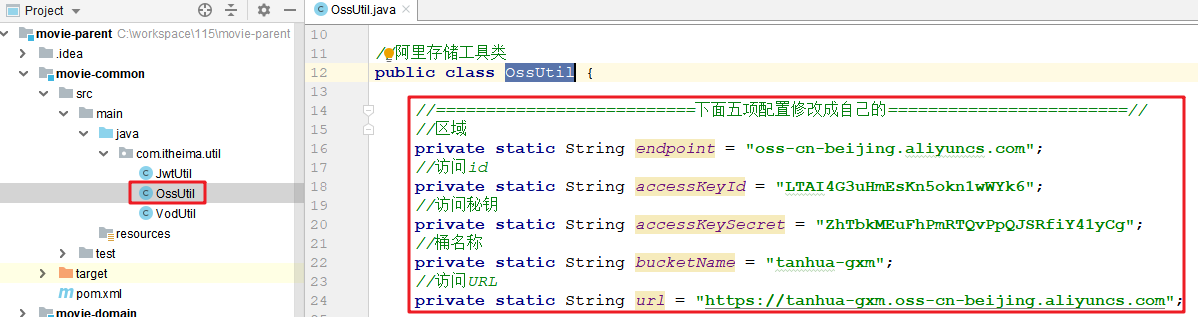 Project
movie-parent C:\workspace\115\movie-parent
.idea
movie-common
src
main
java
com.itheima.util
JwtUtil
OssUtil
VodUtil
resources
test
target
pom.xml
movie-domain
OssUtil.java
10
11 //阿里存储工具类
12 public class OssUtil {
13
14 //==========================下面五项配置修改成自己的========================//
15 //区域
16 private static String endpoint = "oss-cn-beijing.aliyuncs.com";
17 //访问id
18 private static String accessKeyId = "LTAI4G3uHmEsKn5okn1wWYk6";
19 //访问秘钥
20 private static String accessKeySecret = "ZhTbkMEuFhPmRTQvPpQJSRfiY41yCg";
21 //桶名称
22 private static String bucketName = "tanhua-gxm";
23 //访问URL
24 private static String url = "https://tanhua-gxm.oss-cn-beijing.aliyuncs.com";